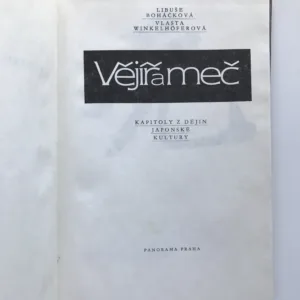 LIBUŠE
BOHÁČKOVÁ
VLASTA
WINKELHÖFEROVÁ
Vějíř a meč
KAPITOLY Z DĚJIN
JAPONSKÉ
KULTURY
PANORAMA PRAHA